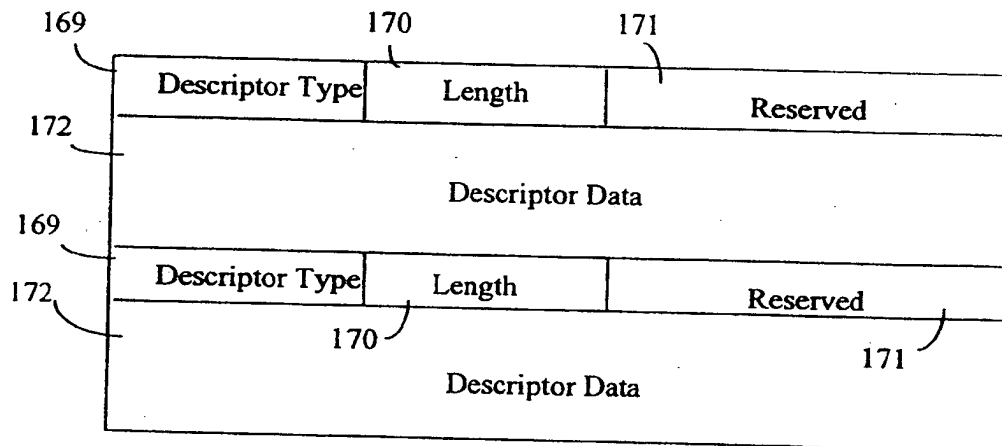 169 170 171
Descriptor Type Length Reserved
172
Descriptor Data
169
Descriptor Type Length Reserved
172
170 171
Descriptor Data